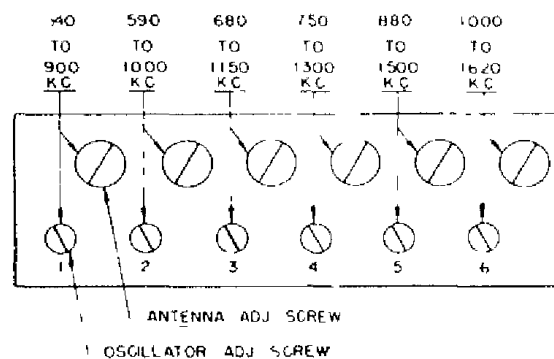 590 680 750 880 1000
TO TO TO TO TO TO
900 1000 1150 1300 1500 1620
KC KC KC KC KC KC
1 2 3 4 5 6
ANTENNA ADJ SCREW
OSCILLATOR ADJ SCREW